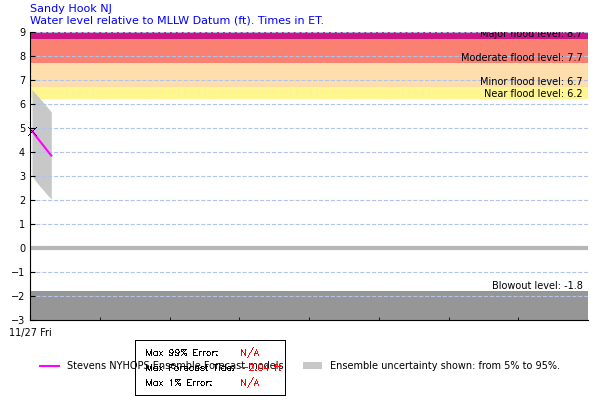 Sandy Hook NJ
Water level relative to MLLW Datum (ft). Times in ET.
9
Major flood level: 8.7
8
Moderate flood level: 7.7
7
Minor flood level: 6.7
Near flood level: 6.2
6
5
4
3
2
1
0
−1
Blowout level: -1.8
−2
−3
11/27 Fri
Max 99% Error: N/A
Stevens NYHOPS Ensemble Forecast models
Max Forecast Tide:
Ensemble uncertainty shown: from 5% to 95%.
Max 1% Error: N/A